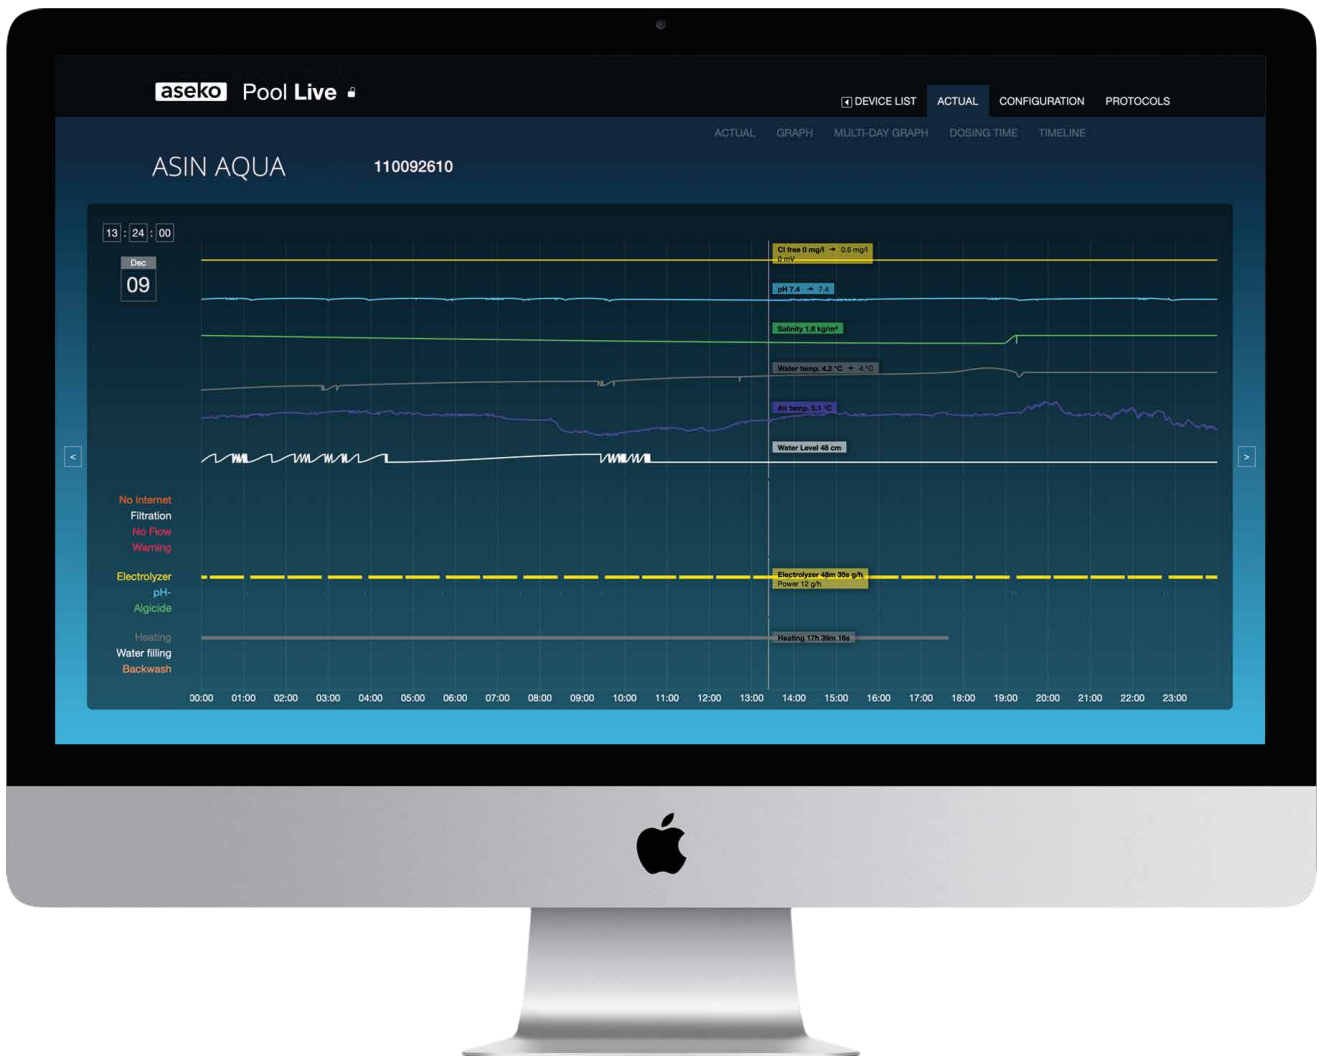 aseko Pool Live
DEVICE LIST ACTUAL CONFIGURATION PROTOCOLS
ACTUAL GRAPH MULTI-DAY GRAPH DOSING TIME TIMELINE
ASIN AQUA 110092610
13 : 24 : 00
Dec
09
Cl free 0 mg/l ➔ 0.6 mg/l
0 mV
pH 7.4 ➔ 7.4
Salinity 1.8 kg/m³
Water temp. 4.2 °C ➔ 4 °C
Air temp. 5.1 °C
Water Level 48 cm
<
>
No internet
Filtration
No Flow
Warning
Electrolyzer
Electrolyzer 48m 35s g/h
Power 12 g/h
pH-
Algicide
Heating
Heating 17h 39m 16s
Water filling
Backwash
00:00 01:00 02:00 03:00 04:00 05:00 06:00 07:00 08:00 09:00 10:00 11:00 12:00 13:00 14:00 15:00 16:00 17:00 18:00 19:00 20:00 21:00 22:00 23:00